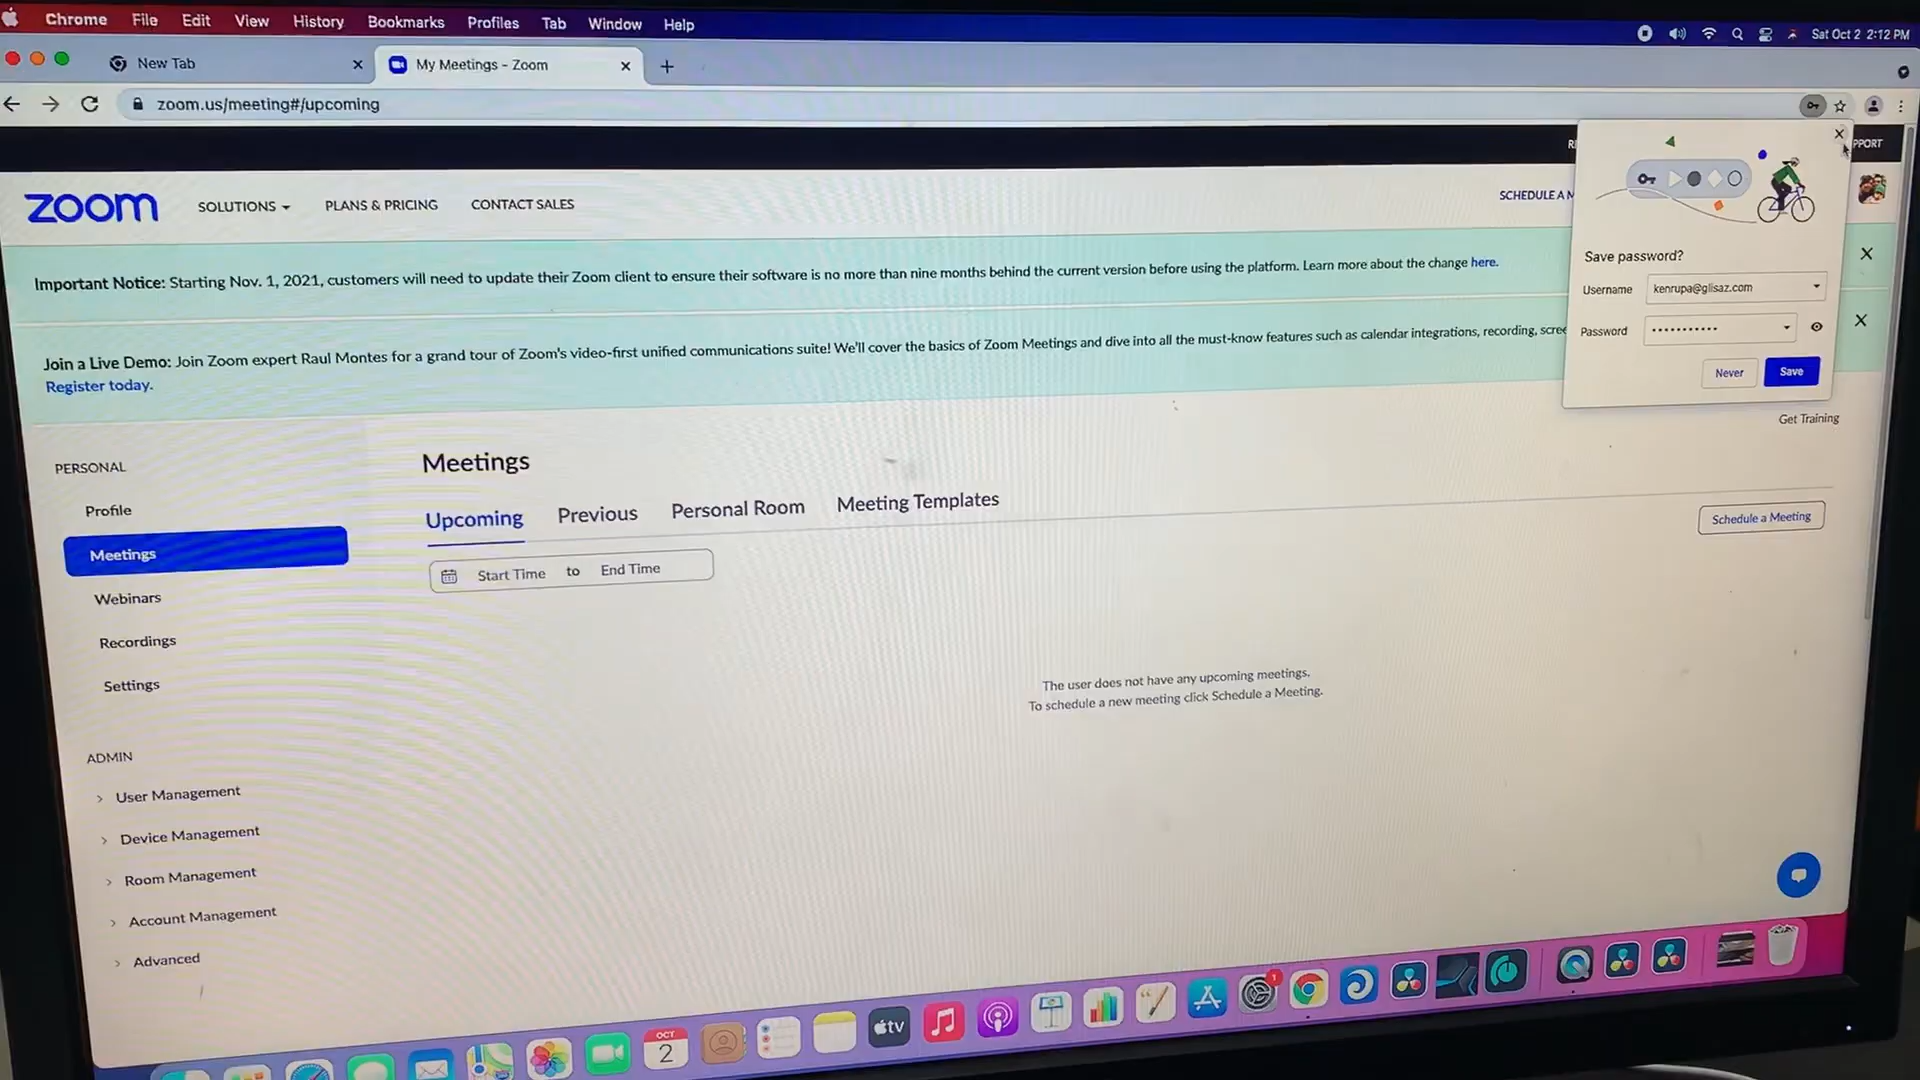 Chrome File Edit View History Bookmarks Profiles Tab Window Help
Sat Oct 2 2:12 PM
New Tab
My Meetings - Zoom
zoom.us/meeting#/upcoming
PPORT
zoom SOLUTIONS PLANS & PRICING CONTACT SALES
SCHEDULE A M
Important Notice: Starting Nov. 1, 2021, customers will need to update their Zoom client to ensure their software is no more than nine months behind the current version before using the platform. Learn more about the change here.
Join a Live Demo: Join Zoom expert Raul Montes for a grand tour of Zoom's video-first unified communications suite! We'll cover the basics of Zoom Meetings and dive into all the must-know features such as calendar integrations, recording, scree
Register today.
Save password?
Username kenrupa@glisaz.com
Password •••••••••••
Never Save
Get Training
PERSONAL
Profile
Meetings
Webinars
Recordings
Settings
ADMIN
User Management
Device Management
Room Management
Account Management
Advanced
Meetings
Upcoming Previous Personal Room Meeting Templates
Schedule a Meeting
Start Time to End Time
The user does not have any upcoming meetings.
To schedule a new meeting click Schedule a Meeting.
OCT
2
tv
1